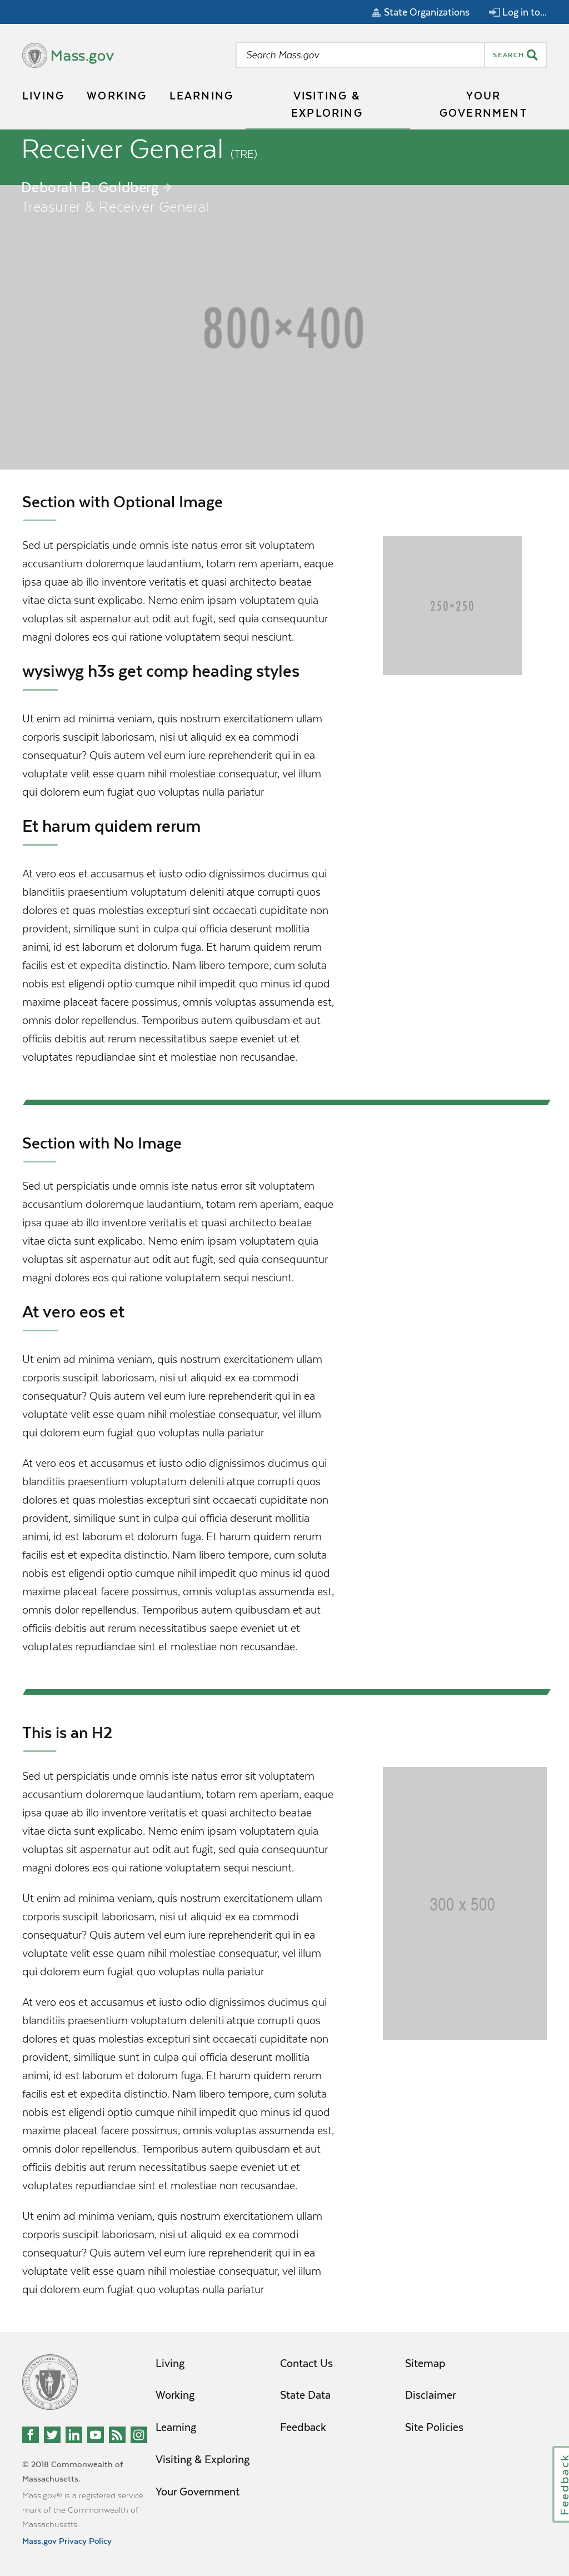 State Organizations
Log in to...
Mass.gov
Search Mass.gov
SEARCH
LIVING
WORKING
LEARNING
VISITING &
EXPLORING
YOUR
GOVERNMENT
Receiver General (TRE)
Deborah B. Goldberg
Treasurer & Receiver General
800×400
Section with Optional Image
Sed ut perspiciatis unde omnis iste natus error sit voluptatem
accusantium doloremque laudantium, totam rem aperiam, eaque
ipsa quae ab illo inventore veritatis et quasi architecto beatae
vitae dicta sunt explicabo. Nemo enim ipsam voluptatem quia
voluptas sit aspernatur aut odit aut fugit, sed quia consequuntur
magni dolores eos qui ratione voluptatem sequi nesciunt.
250×250
wysiwyg h3s get comp heading styles
Ut enim ad minima veniam, quis nostrum exercitationem ullam
corporis suscipit laboriosam, nisi ut aliquid ex ea commodi
consequatur? Quis autem vel eum iure reprehenderit qui in ea
voluptate velit esse quam nihil molestiae consequatur, vel illum
qui dolorem eum fugiat quo voluptas nulla pariatur
Et harum quidem rerum
At vero eos et accusamus et iusto odio dignissimos ducimus qui
blanditiis praesentium voluptatum deleniti atque corrupti quos
dolores et quas molestias excepturi sint occaecati cupiditate non
provident, similique sunt in culpa qui officia deserunt mollitia
animi, id est laborum et dolorum fuga. Et harum quidem rerum
facilis est et expedita distinctio. Nam libero tempore, cum soluta
nobis est eligendi optio cumque nihil impedit quo minus id quod
maxime placeat facere possimus, omnis voluptas assumenda est,
omnis dolor repellendus. Temporibus autem quibusdam et aut
officiis debitis aut rerum necessitatibus saepe eveniet ut et
voluptates repudiandae sint et molestiae non recusandae.
Section with No Image
Sed ut perspiciatis unde omnis iste natus error sit voluptatem
accusantium doloremque laudantium, totam rem aperiam, eaque
ipsa quae ab illo inventore veritatis et quasi architecto beatae
vitae dicta sunt explicabo. Nemo enim ipsam voluptatem quia
voluptas sit aspernatur aut odit aut fugit, sed quia consequuntur
magni dolores eos qui ratione voluptatem sequi nesciunt.
At vero eos et
Ut enim ad minima veniam, quis nostrum exercitationem ullam
corporis suscipit laboriosam, nisi ut aliquid ex ea commodi
consequatur? Quis autem vel eum iure reprehenderit qui in ea
voluptate velit esse quam nihil molestiae consequatur, vel illum
qui dolorem eum fugiat quo voluptas nulla pariatur
At vero eos et accusamus et iusto odio dignissimos ducimus qui
blanditiis praesentium voluptatum deleniti atque corrupti quos
dolores et quas molestias excepturi sint occaecati cupiditate non
provident, similique sunt in culpa qui officia deserunt mollitia
animi, id est laborum et dolorum fuga. Et harum quidem rerum
facilis est et expedita distinctio. Nam libero tempore, cum soluta
nobis est eligendi optio cumque nihil impedit quo minus id quod
maxime placeat facere possimus, omnis voluptas assumenda est,
omnis dolor repellendus. Temporibus autem quibusdam et aut
officiis debitis aut rerum necessitatibus saepe eveniet ut et
voluptates repudiandae sint et molestiae non recusandae.
This is an H2
Sed ut perspiciatis unde omnis iste natus error sit voluptatem
accusantium doloremque laudantium, totam rem aperiam, eaque
ipsa quae ab illo inventore veritatis et quasi architecto beatae
vitae dicta sunt explicabo. Nemo enim ipsam voluptatem quia
voluptas sit aspernatur aut odit aut fugit, sed quia consequuntur
magni dolores eos qui ratione voluptatem sequi nesciunt.
300 x 500
Ut enim ad minima veniam, quis nostrum exercitationem ullam
corporis suscipit laboriosam, nisi ut aliquid ex ea commodi
consequatur? Quis autem vel eum iure reprehenderit qui in ea
voluptate velit esse quam nihil molestiae consequatur, vel illum
qui dolorem eum fugiat quo voluptas nulla pariatur
At vero eos et accusamus et iusto odio dignissimos ducimus qui
blanditiis praesentium voluptatum deleniti atque corrupti quos
dolores et quas molestias excepturi sint occaecati cupiditate non
provident, similique sunt in culpa qui officia deserunt mollitia
animi, id est laborum et dolorum fuga. Et harum quidem rerum
facilis est et expedita distinctio. Nam libero tempore, cum soluta
nobis est eligendi optio cumque nihil impedit quo minus id quod
maxime placeat facere possimus, omnis voluptas assumenda est,
omnis dolor repellendus. Temporibus autem quibusdam et aut
officiis debitis aut rerum necessitatibus saepe eveniet ut et
voluptates repudiandae sint et molestiae non recusandae.
Ut enim ad minima veniam, quis nostrum exercitationem ullam
corporis suscipit laboriosam, nisi ut aliquid ex ea commodi
consequatur? Quis autem vel eum iure reprehenderit qui in ea
voluptate velit esse quam nihil molestiae consequatur, vel illum
qui dolorem eum fugiat quo voluptas nulla pariatur
Living
Working
Learning
Visiting & Exploring
Your Government
Contact Us
State Data
Feedback
Sitemap
Disclaimer
Site Policies
© 2018 Commonwealth of
Massachusetts.
Mass.gov® is a registered service
mark of the Commonwealth of
Massachusetts.
Mass.gov Privacy Policy
Feedback